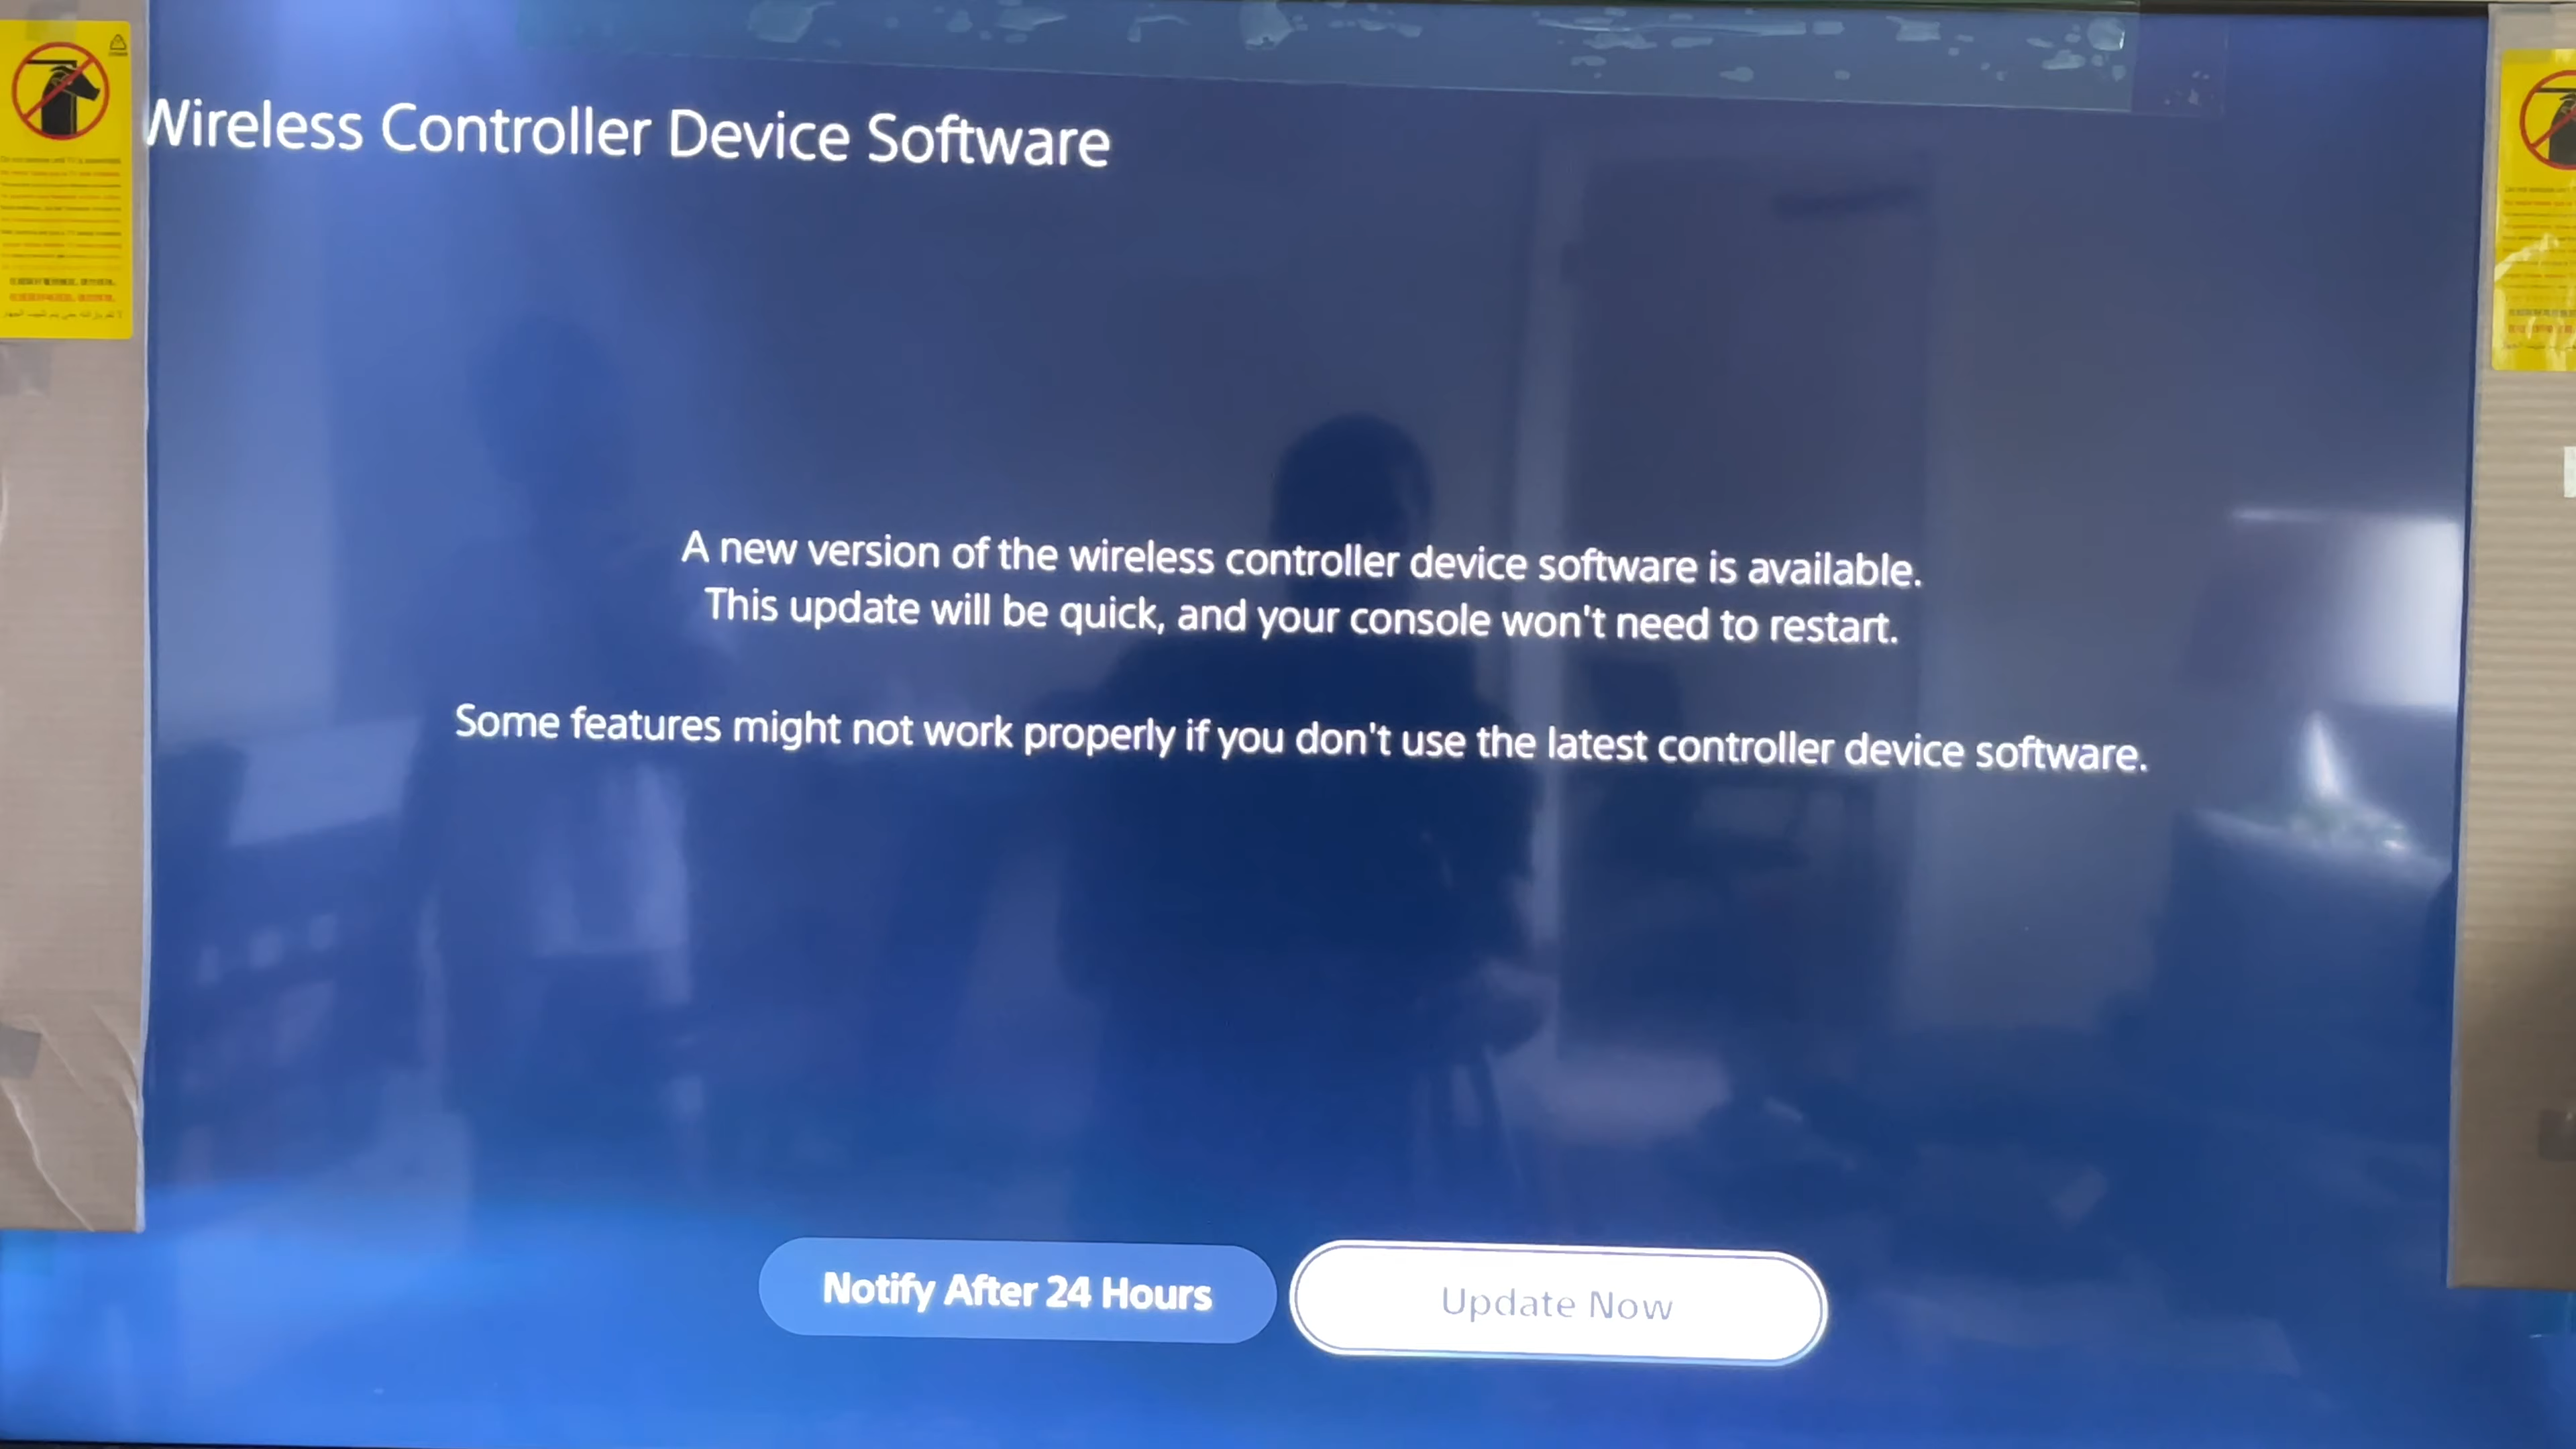 Wireless Controller Device Software
A new version of the wireless controller device software is available.
This update will be quick, and your console won't need to restart.
Some features might not work properly if you don't use the latest controller device software.
Notify After 24 Hours
Update Now